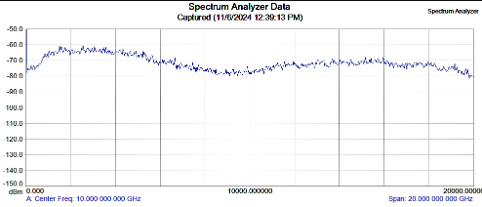 Spectrum Analyzer Data
Captured (11/6/2024 12:39:13 PM)
Spectrum Analyzer
-50.0
-60.0
-70.0
-80.0
-90.0
-100.0
-110.0
-120.0
-130.0
-140.0
-150.0
dBm
0.000
10000.000000
20000.0000
A: Center Freq: 10.000 000 000 GHz
Span: 20.000 000 000 GHz